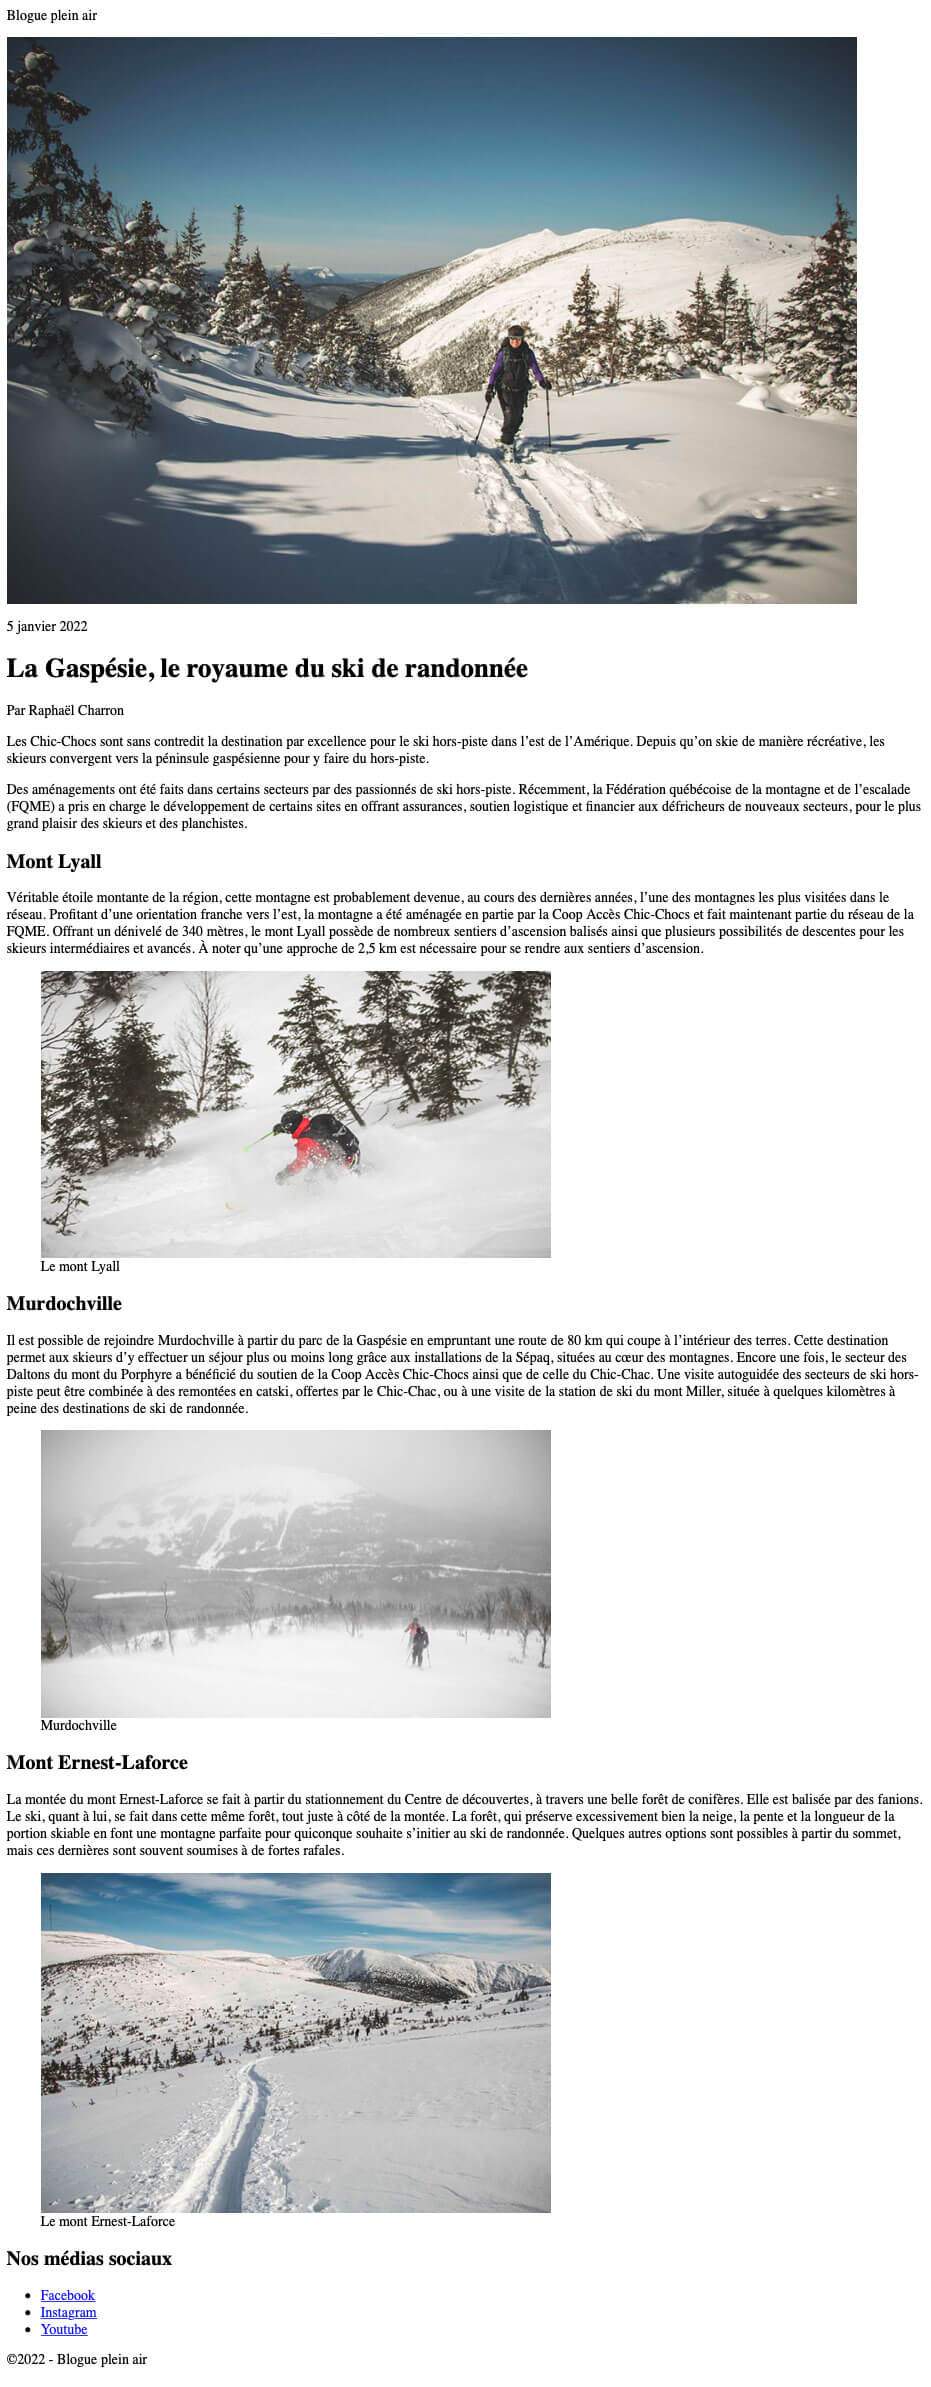 Blogue plein air
5 janvier 2022
La Gaspésie, le royaume du ski de randonnée
Par Raphaël Charron
Les Chic-Chocs sont sans contredit la destination par excellence pour le ski hors-piste dans l’est de l’Amérique. Depuis qu’on skie de manière récréative, les
skieurs convergent vers la péninsule gaspésienne pour y faire du hors-piste.
Des aménagements ont été faits dans certains secteurs par des passionnés de ski hors-piste. Récemment, la Fédération québécoise de la montagne et de l’escalade
(FQME) a pris en charge le développement de certains sites en offrant assurances, soutien logistique et financier aux défricheurs de nouveaux secteurs, pour le plus
grand plaisir des skieurs et des planchistes.
Mont Lyall
Véritable étoile montante de la région, cette montagne est probablement devenue, au cours des dernières années, l’une des montagnes les plus visitées dans le
réseau. Profitant d’une orientation franche vers l’est, la montagne a été aménagée en partie par la Coop Accès Chic-Chocs et fait maintenant partie du réseau de la
FQME. Offrant un dénivelé de 340 mètres, le mont Lyall possède de nombreux sentiers d’ascension balisés ainsi que plusieurs possibilités de descentes pour les
skieurs intermédiaires et avancés. À noter qu’une approche de 2,5 km est nécessaire pour se rendre aux sentiers d’ascension.
Le mont Lyall
Murdochville
Il est possible de rejoindre Murdochville à partir du parc de la Gaspésie en empruntant une route de 80 km qui coupe à l’intérieur des terres. Cette destination
permet aux skieurs d’y effectuer un séjour plus ou moins long grâce aux installations de la Sépaq, situées au cœur des montagnes. Encore une fois, le secteur des
Daltons du mont du Porphyre a bénéficié du soutien de la Coop Accès Chic-Chocs ainsi que de celle du Chic-Chac. Une visite autoguidée des secteurs de ski hors-
piste peut être combinée à des remontées en catski, offertes par le Chic-Chac, ou à une visite de la station de ski du mont Miller, située à quelques kilomètres à
peine des destinations de ski de randonnée.
Murdochville
Mont Ernest-Laforce
La montée du mont Ernest-Laforce se fait à partir du stationnement du Centre de découvertes, à travers une belle forêt de conifères. Elle est balisée par des fanions.
Le ski, quant à lui, se fait dans cette même forêt, tout juste à côté de la montée. La forêt, qui préserve excessivement bien la neige, la pente et la longueur de la
portion skiable en font une montagne parfaite pour quiconque souhaite s’initier au ski de randonnée. Quelques autres options sont possibles à partir du sommet,
mais ces dernières sont souvent soumises à de fortes rafales.
Le mont Ernest-Laforce
Nos médias sociaux
Facebook
Instagram
Youtube
©2022 - Blogue plein air